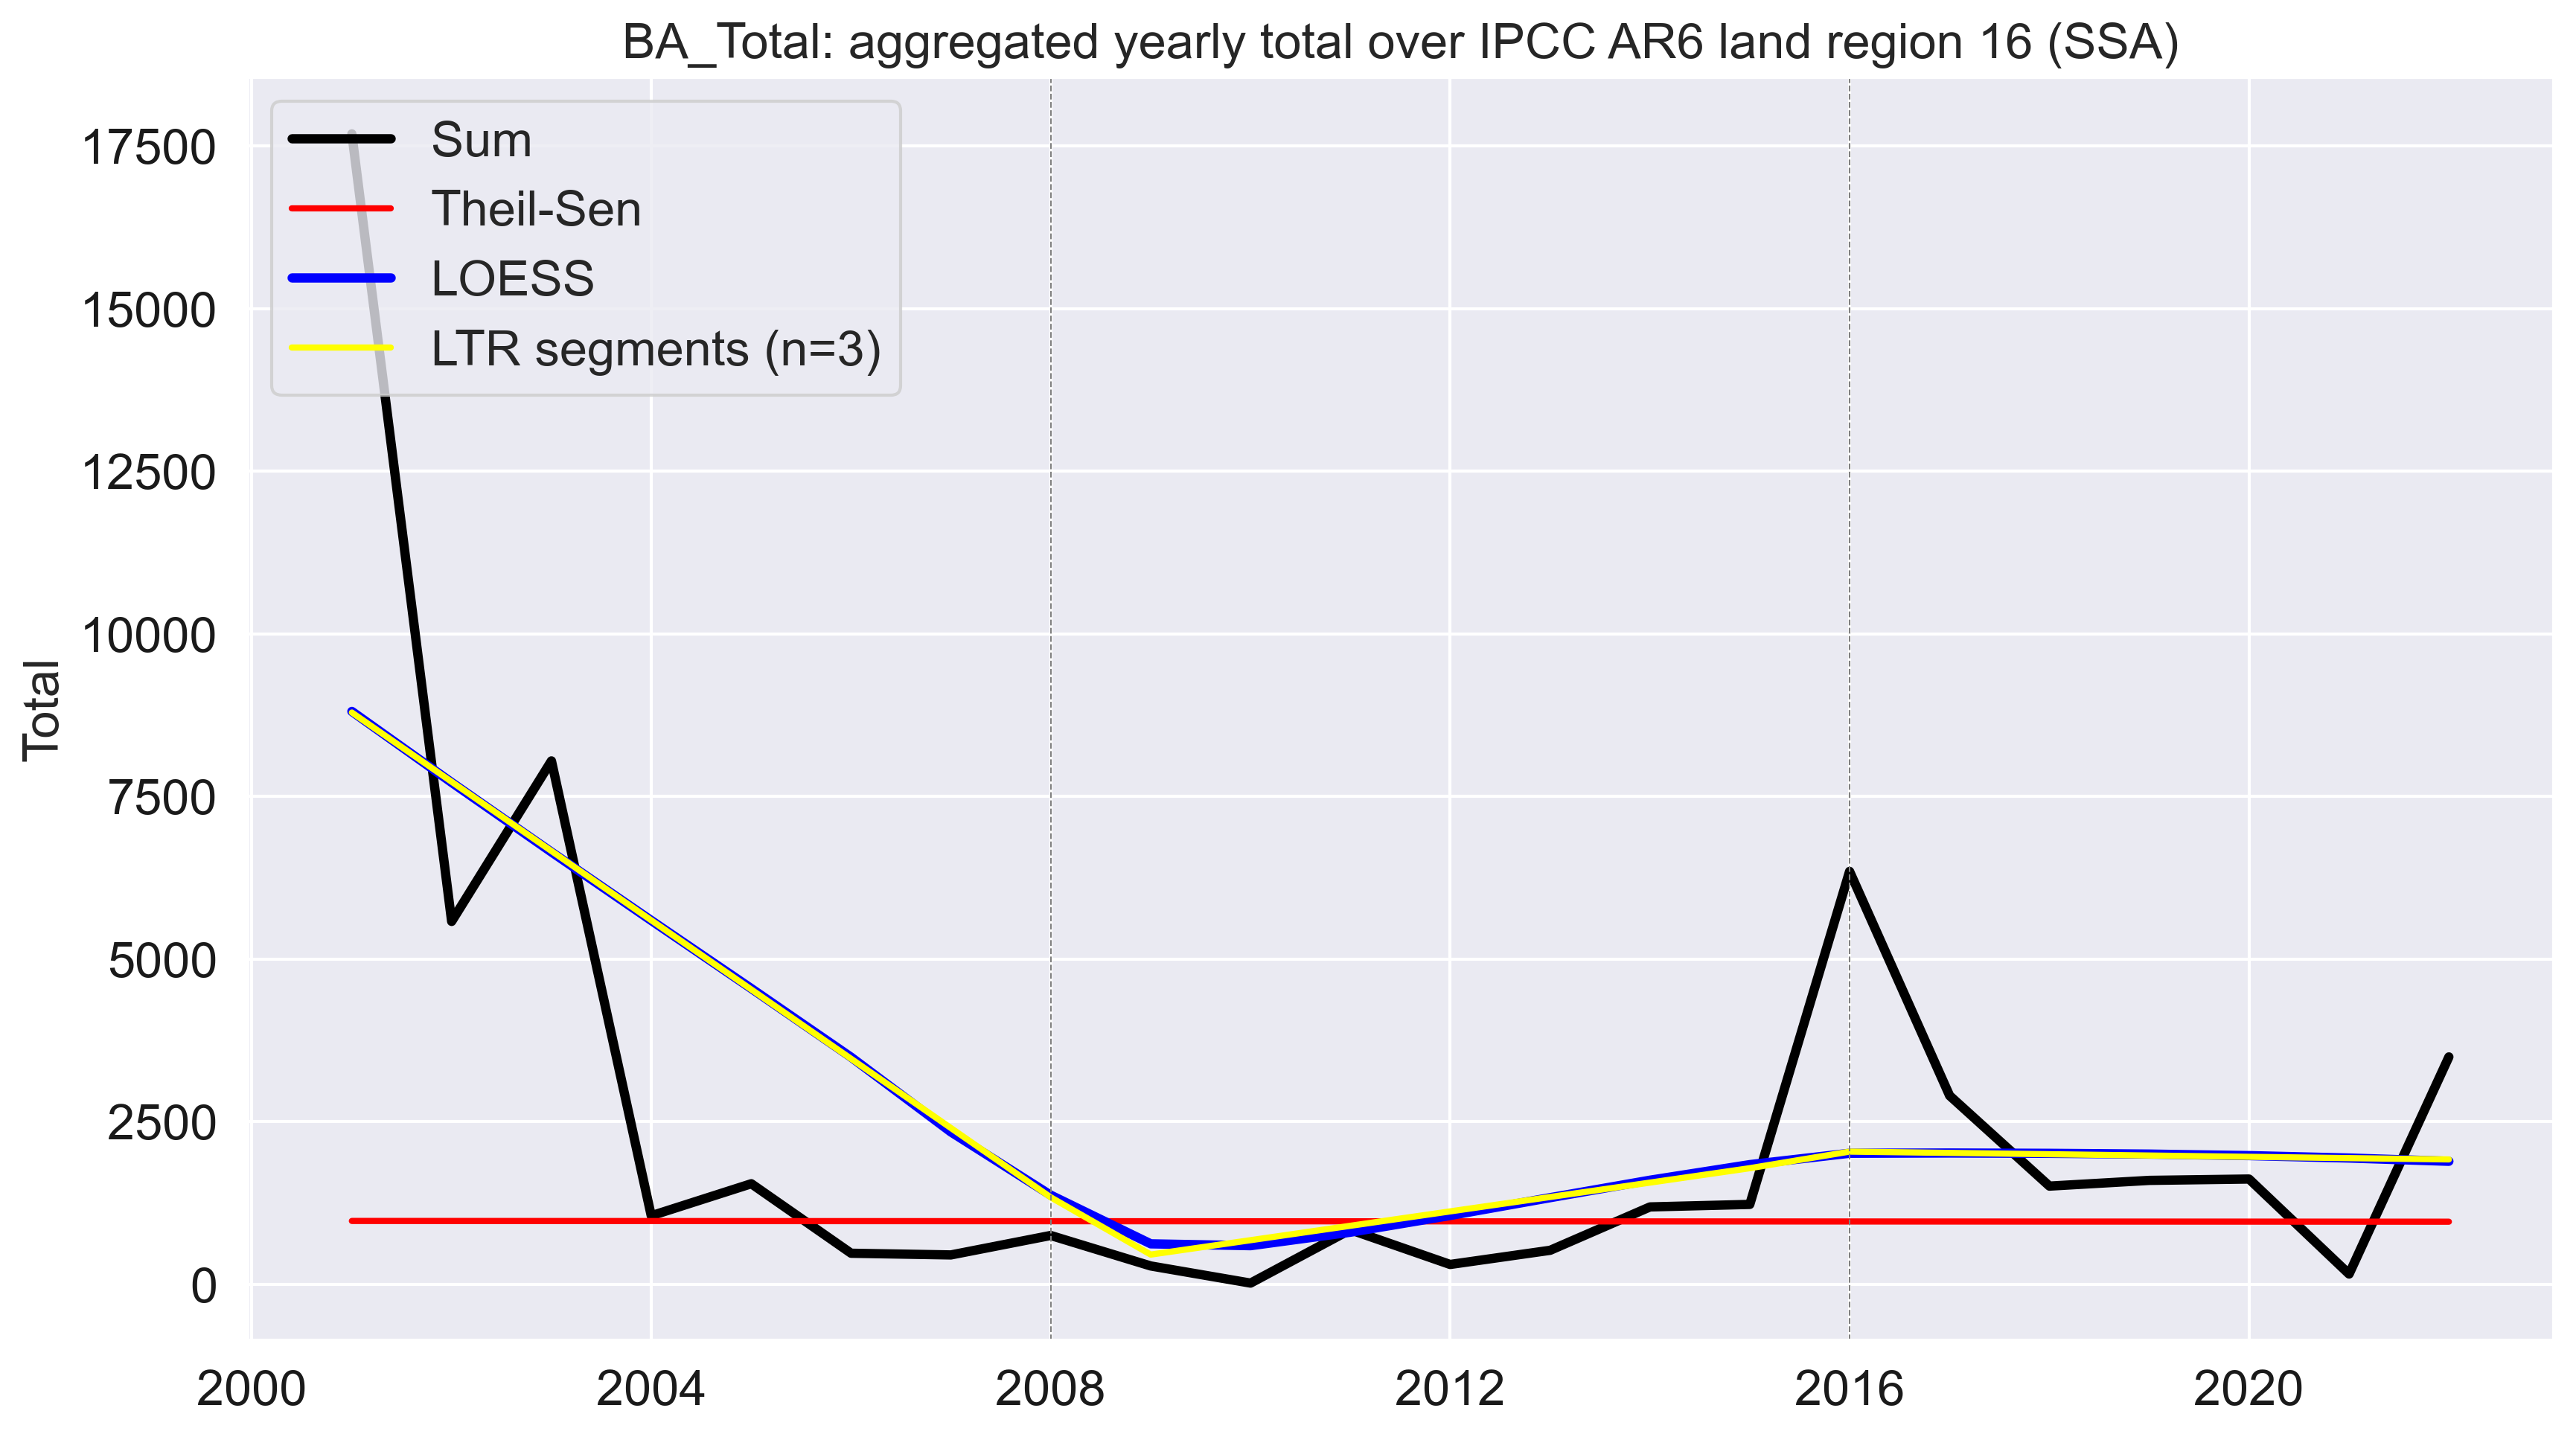 BA_Total: aggregated yearly total over IPCC AR6 land region 16 (SSA)
Sum
Theil-Sen
LOESS
LTR segments (n=3)
Total
17500
15000
12500
10000
7500
5000
2500
0
2000 2004 2008 2012 2016 2020